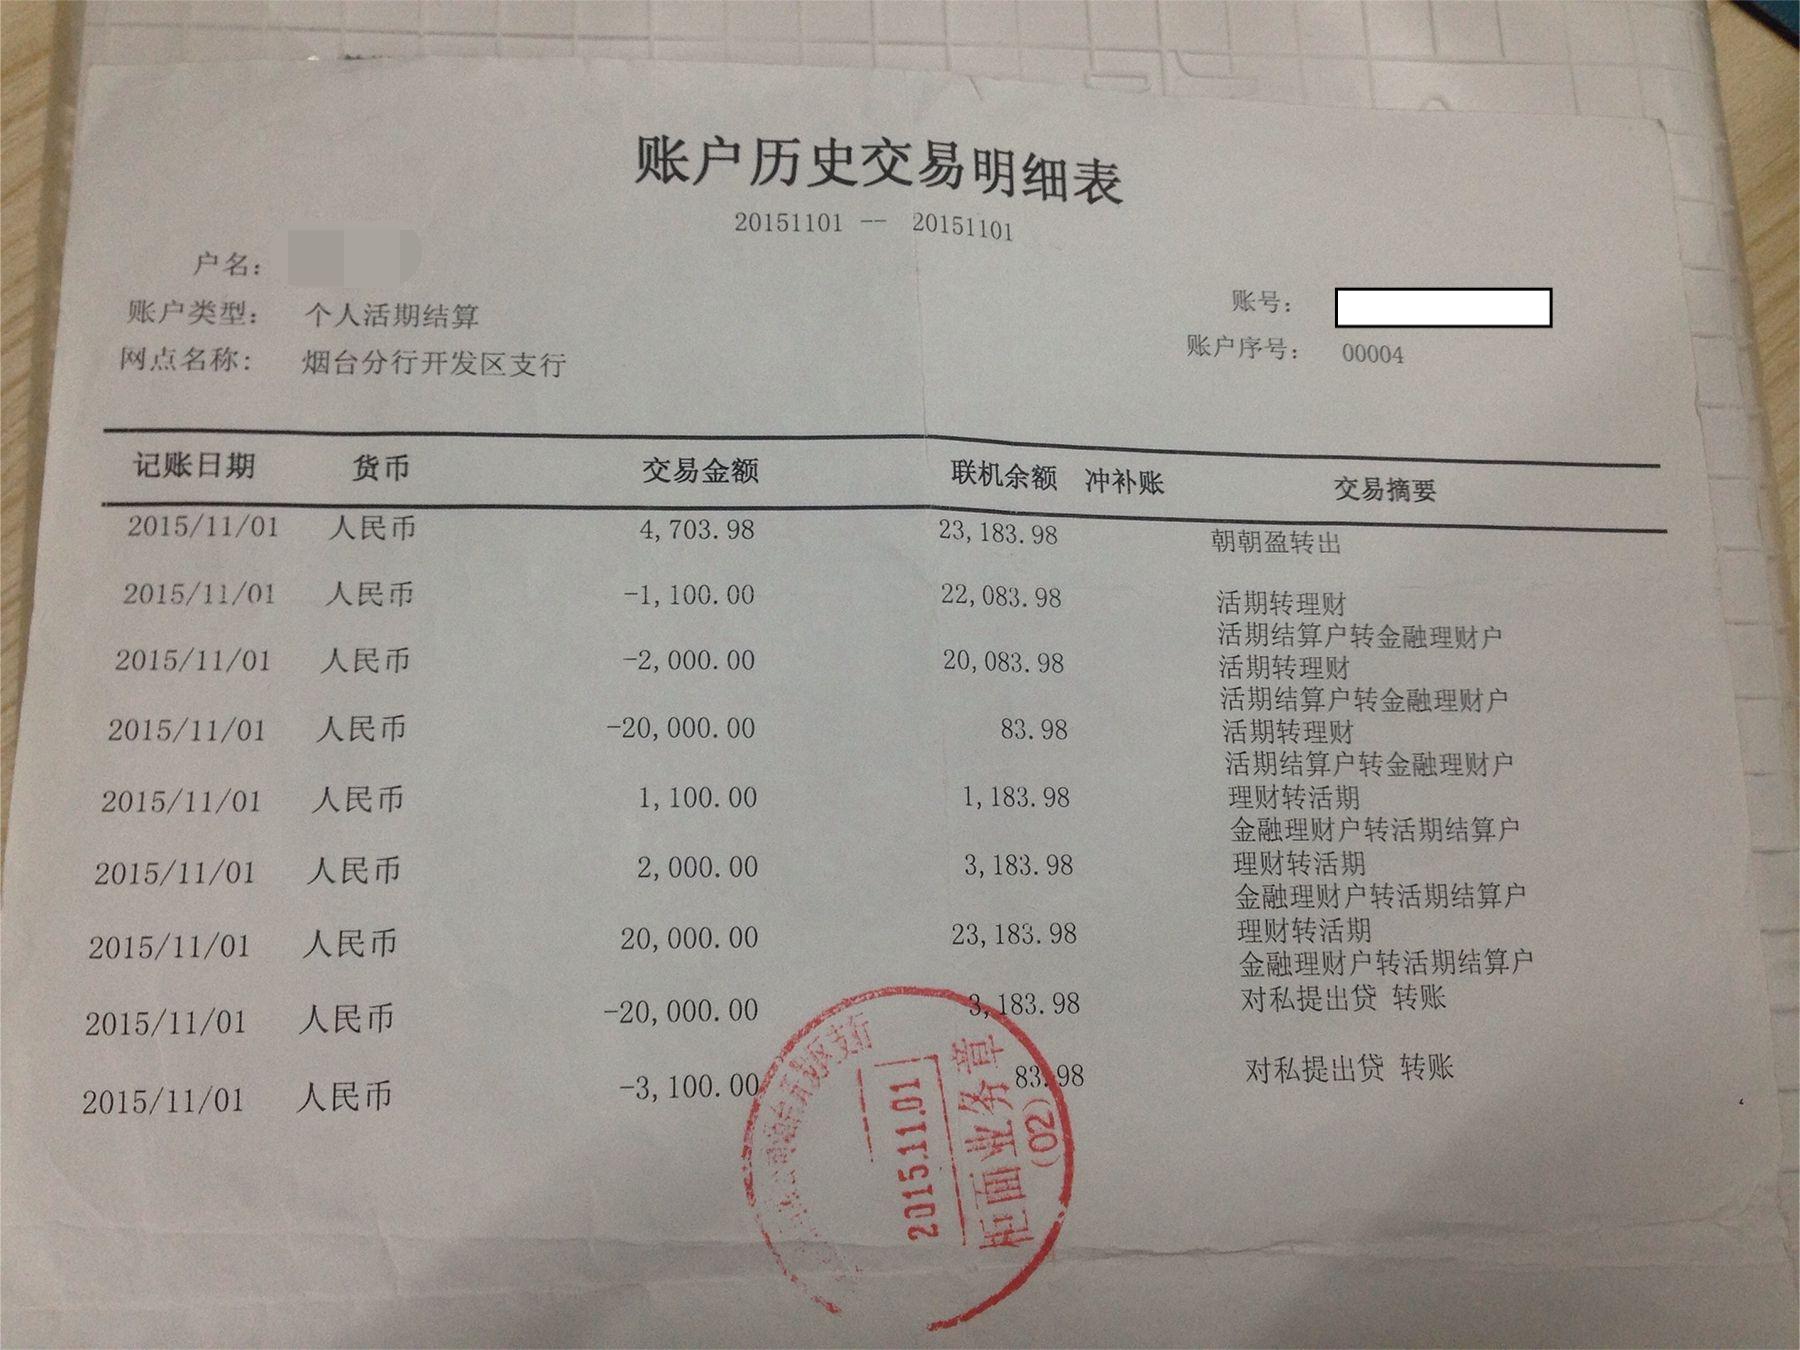 账户历史交易明细表
20151101 -- 20151101
户名：
账号：
账户类型： 个人活期结算
账户序号： 00004
网点名称： 烟台分行开发区支行
记账日期 货币 交易金额 联机余额 冲补账 交易摘要
2015/11/01 人民币 4,703.98 23,183.98 朝朝盈转出
2015/11/01 人民币 -1,100.00 22,083.98 活期转理财
活期结算户转金融理财户
2015/11/01 人民币 -2,000.00 20,083.98 活期转理财
活期结算户转金融理财户
2015/11/01 人民币 -20,000.00 83.98 活期转理财
活期结算户转金融理财户
2015/11/01 人民币 1,100.00 1,183.98 理财转活期
金融理财户转活期结算户
2015/11/01 人民币 2,000.00 3,183.98 理财转活期
金融理财户转活期结算户
2015/11/01 人民币 20,000.00 23,183.98 理财转活期
金融理财户转活期结算户
2015/11/01 人民币 -20,000.00 3,183.98 对私提出贷 转账
2015/11/01 人民币 -3,100.00 83.98 对私提出贷 转账
烟台开发区支行
2015.11.01
柜面业务章
(02)